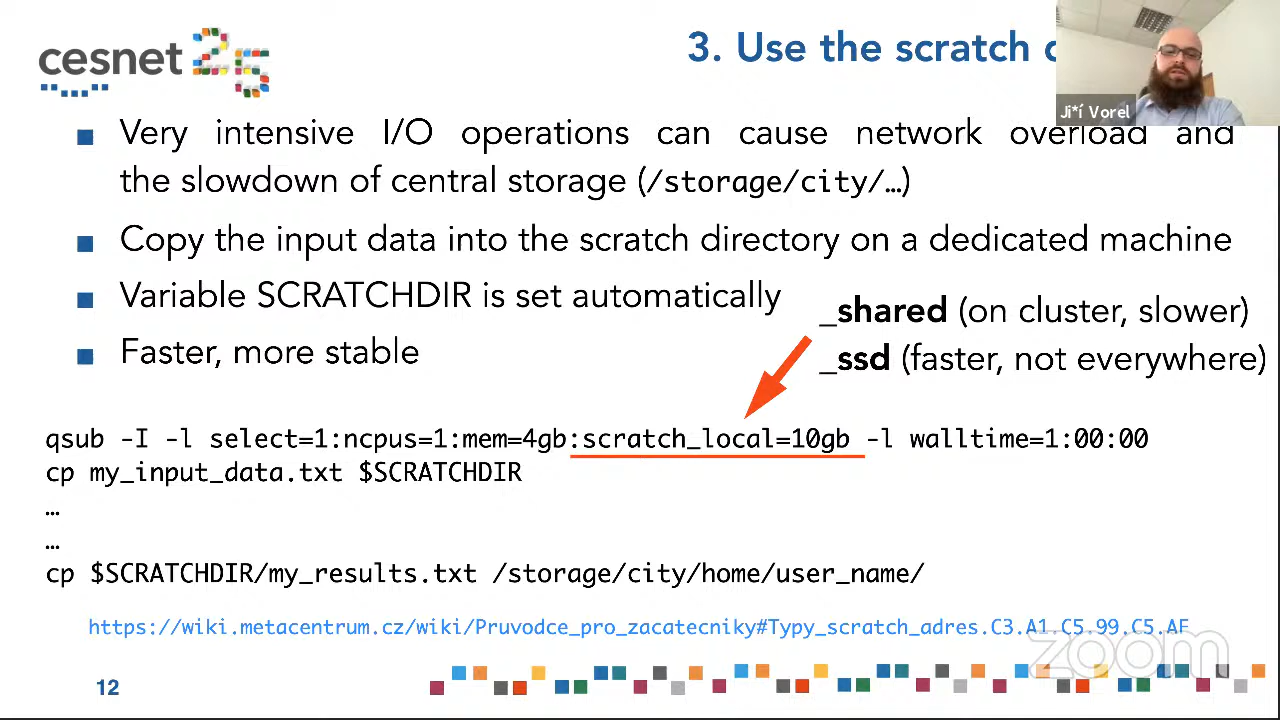 cesnet 25
3. Use the scratch
Ji*í Vorel
Very intensive I/O operations can cause network overload and
the slowdown of central storage (/storage/city/…)
Copy the input data into the scratch directory on a dedicated machine
Variable SCRATCHDIR is set automatically
_shared (on cluster, slower)
Faster, more stable
_ssd (faster, not everywhere)
qsub -I -l select=1:ncpus=1:mem=4gb:scratch_local=10gb -l walltime=1:00:00
cp my_input_data.txt $SCRATCHDIR
…
…
cp $SCRATCHDIR/my_results.txt /storage/city/home/user_name/
https://wiki.metacentrum.cz/wiki/Pruvodce_pro_zacatecniky#Typy_scratch_adres.C3.A1.C5.99.C5.AF
zoom
12